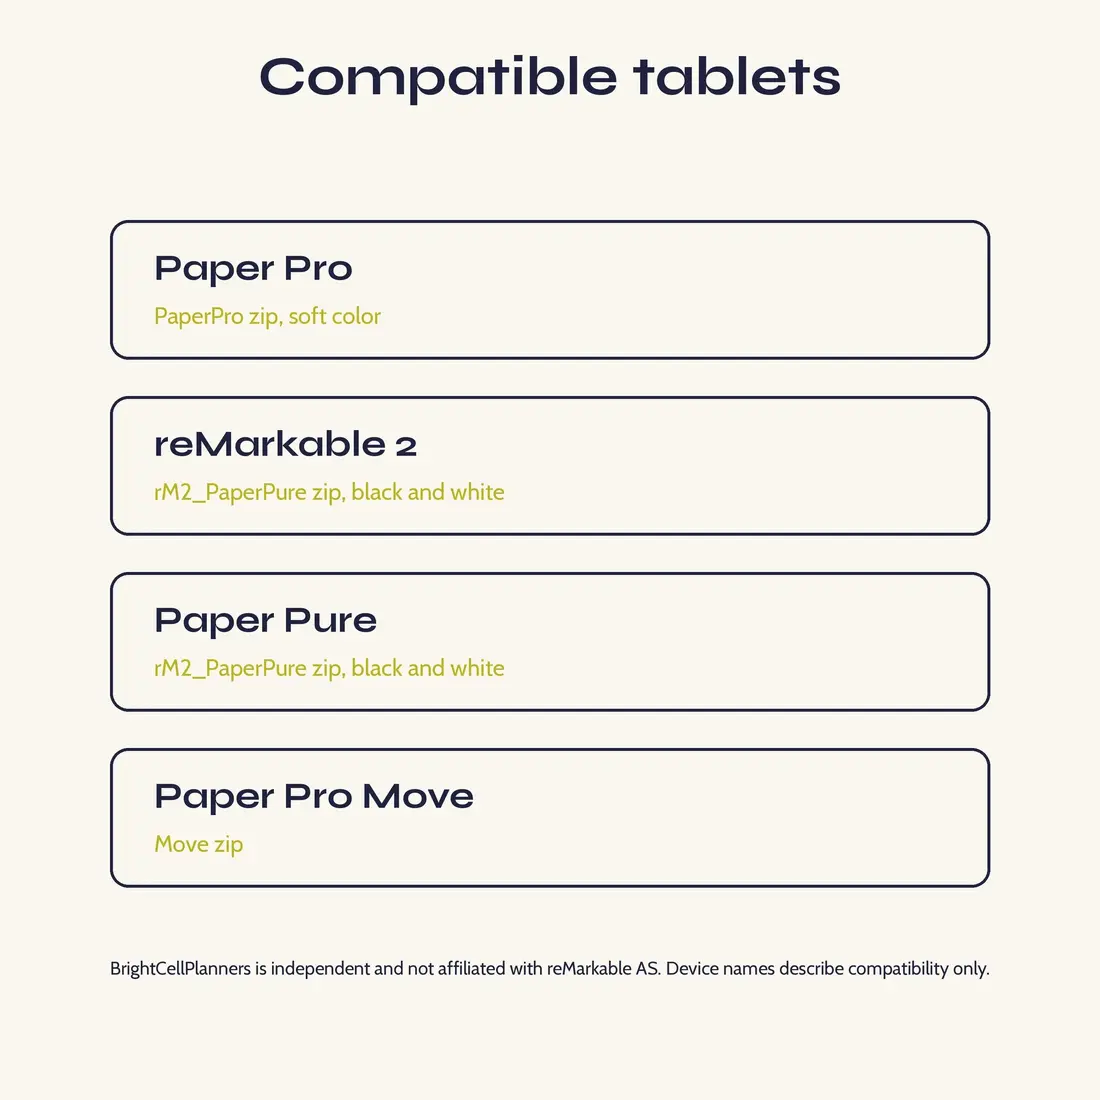 Compatible tablets
Paper Pro
PaperPro zip, soft color
reMarkable 2
rM2_PaperPure zip, black and white
Paper Pure
rM2_PaperPure zip, black and white
Paper Pro Move
Move zip
BrightCellPlanners is independent and not affiliated with reMarkable AS. Device names describe compatibility only.